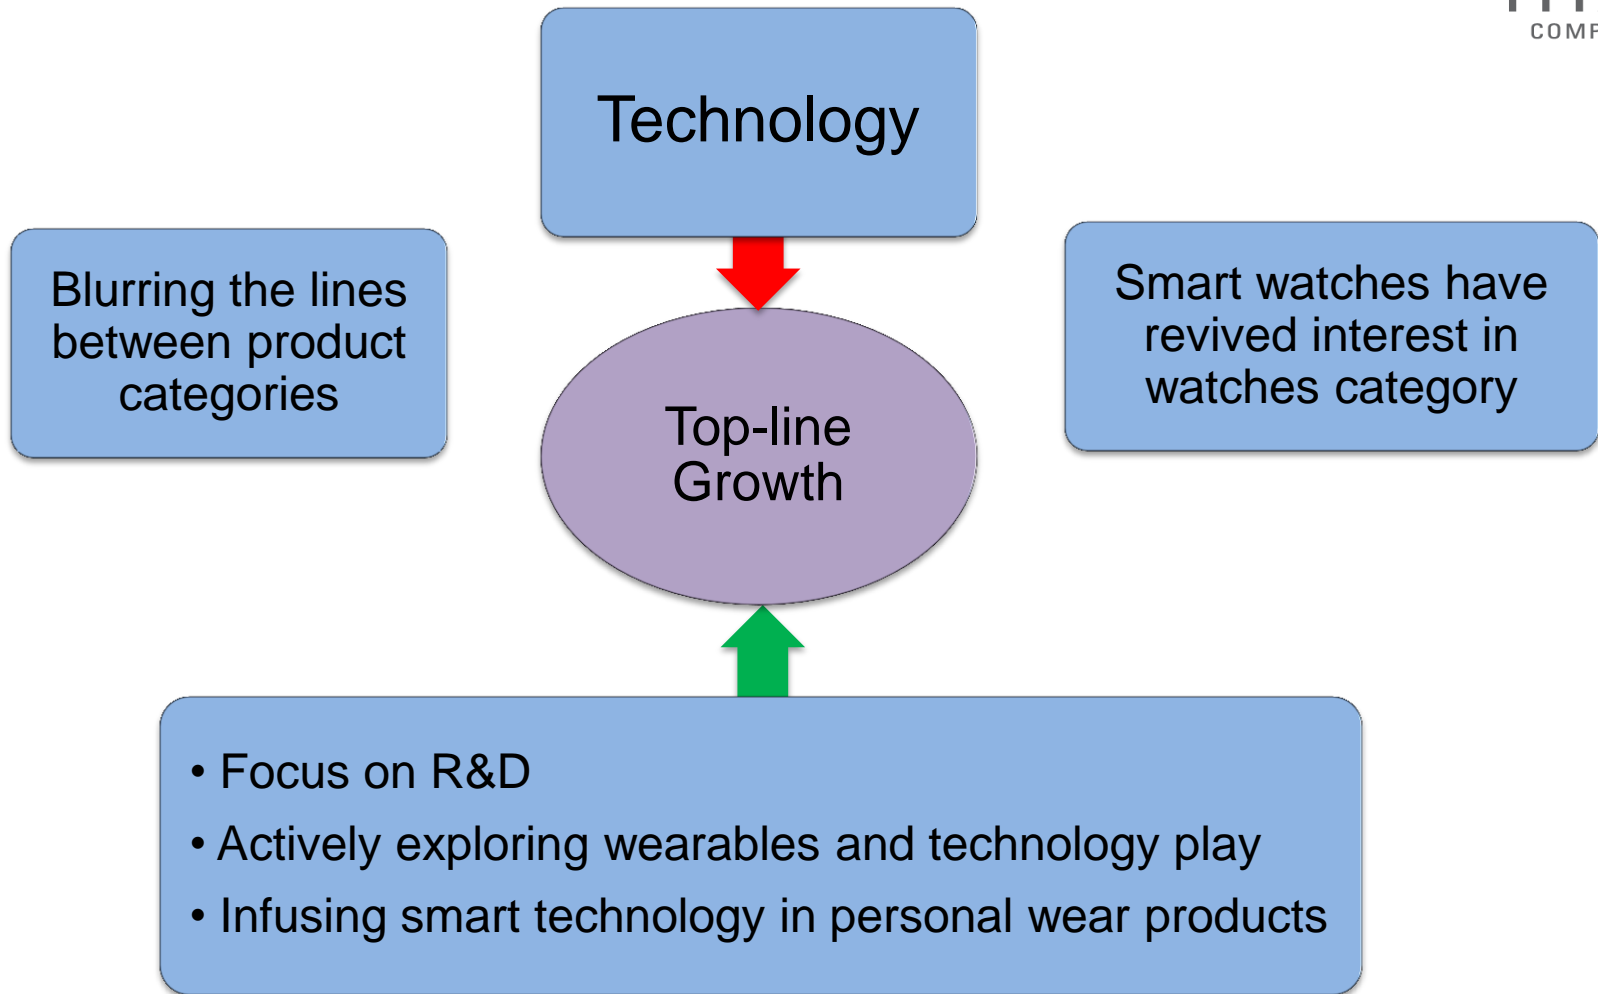 Technology
Blurring the lines
between product
categories
Smart watches have
revived interest in
watches category
Top-line
Growth
• Focus on R&D
• Actively exploring wearables and technology play
• Infusing smart technology in personal wear products